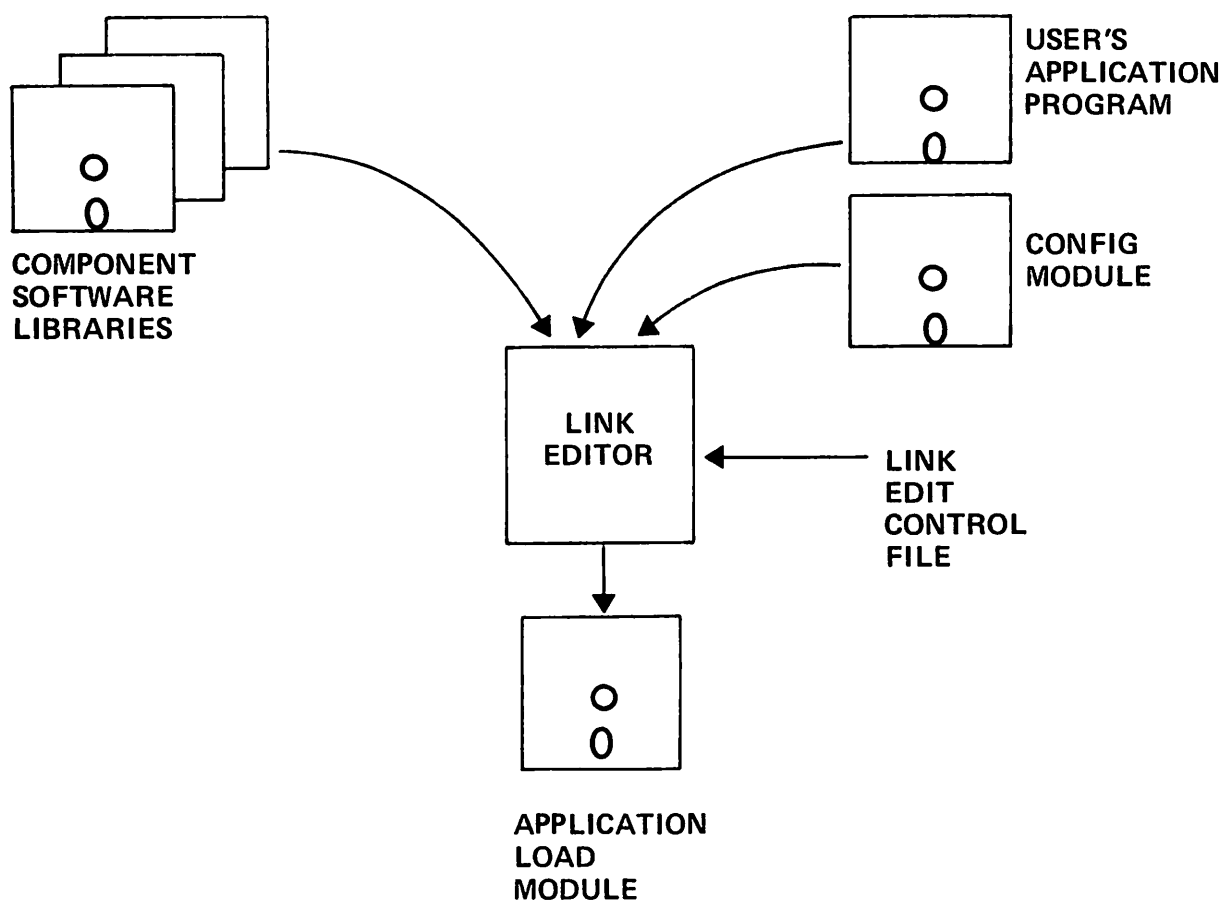 USER'S
APPLICATION
PROGRAM
COMPONENT
SOFTWARE
LIBRARIES
CONFIG
MODULE
LINK
EDITOR
LINK
EDIT
CONTROL
FILE
APPLICATION
LOAD
MODULE